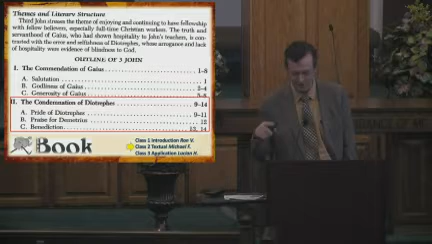 Themes and Literary Structure
Third John stresses the theme of enjoying and continuing to have fellowship
with fellow believers, especially full-time Christian workers. The truth and
servanthood of Gaius, who had shown hospitality to John's teachers, is con-
trasted with the error and selfishness of Diotrephes, whose arrogance and lack
of hospitality were evidence of blindness to God.
OUTLINE OF 3 JOHN
I. The Commendation of Gaius 1–8
A. Salutation 1
B. Godliness of Gaius 2–4
C. Generosity of Gaius 5–8
II. The Condemnation of Diotrephes 9–14
A. Pride of Diotrephes 9–11
B. Praise for Demetrius 12
C. Benediction 13, 14
Book
Class 1 Introduction Ron V.
Class 2 Textual Michael F.
Class 3 Application Lucian H.